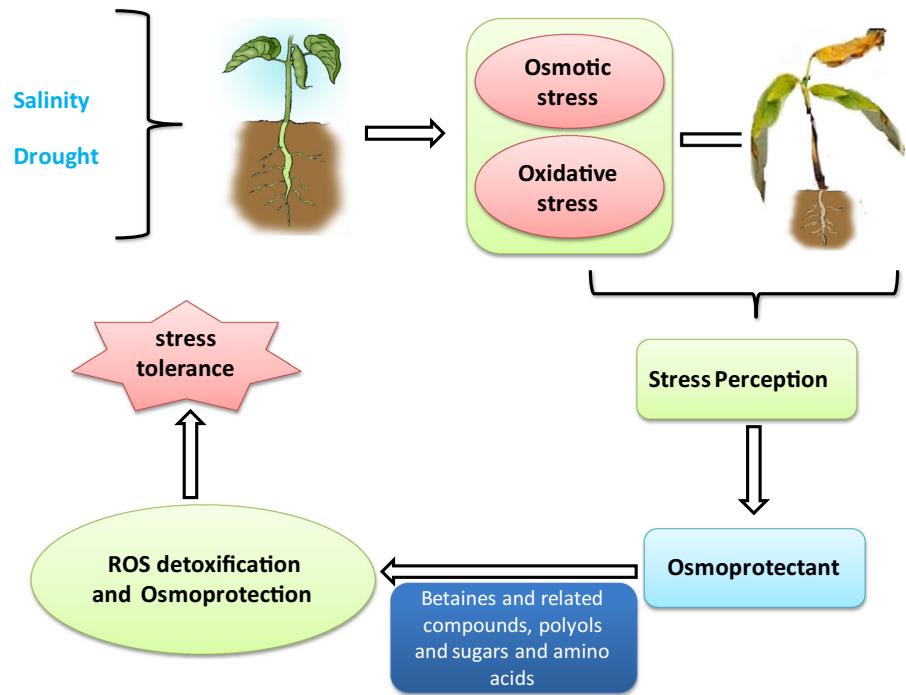 Salinity
Drought
Osmotic
stress
Oxidative
stress
Stress Perception
Osmoprotectant
Betaines and related
compounds, polyols
and sugars and amino
acids
ROS detoxification
and Osmoprotection
stress
tolerance